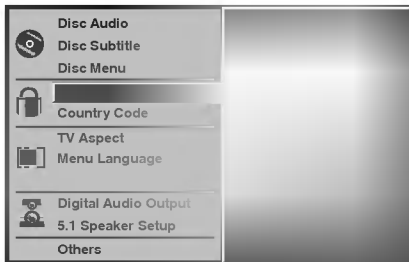 Disc Audio
Disc Subtitle
Disc Menu
Country Code
TV Aspect
Menu Language
Digital Audio Output
5.1 Speaker Setup
Others